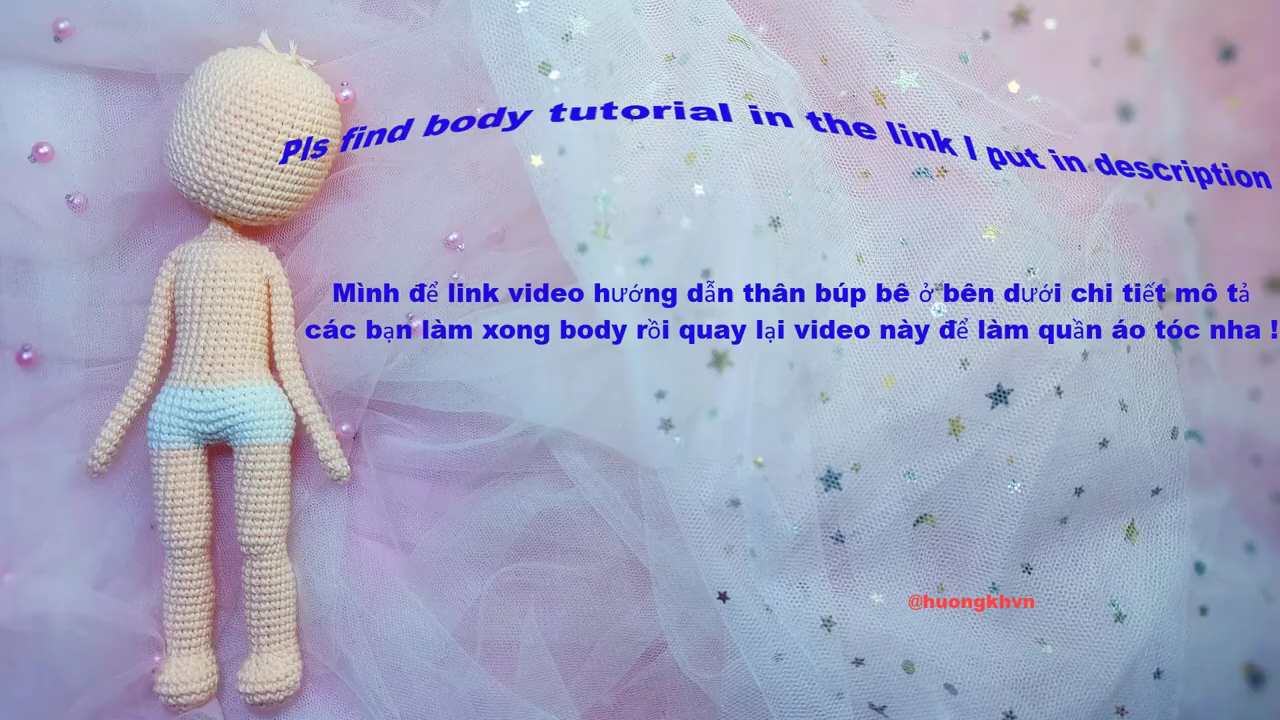 Pls find body tutorial in the link I put in description
Mình để link video hướng dẫn thân búp bê ở bên dưới chi tiết mô tả
các bạn làm xong body rồi quay lại video này để làm quần áo tóc nha !
@huongkhvn